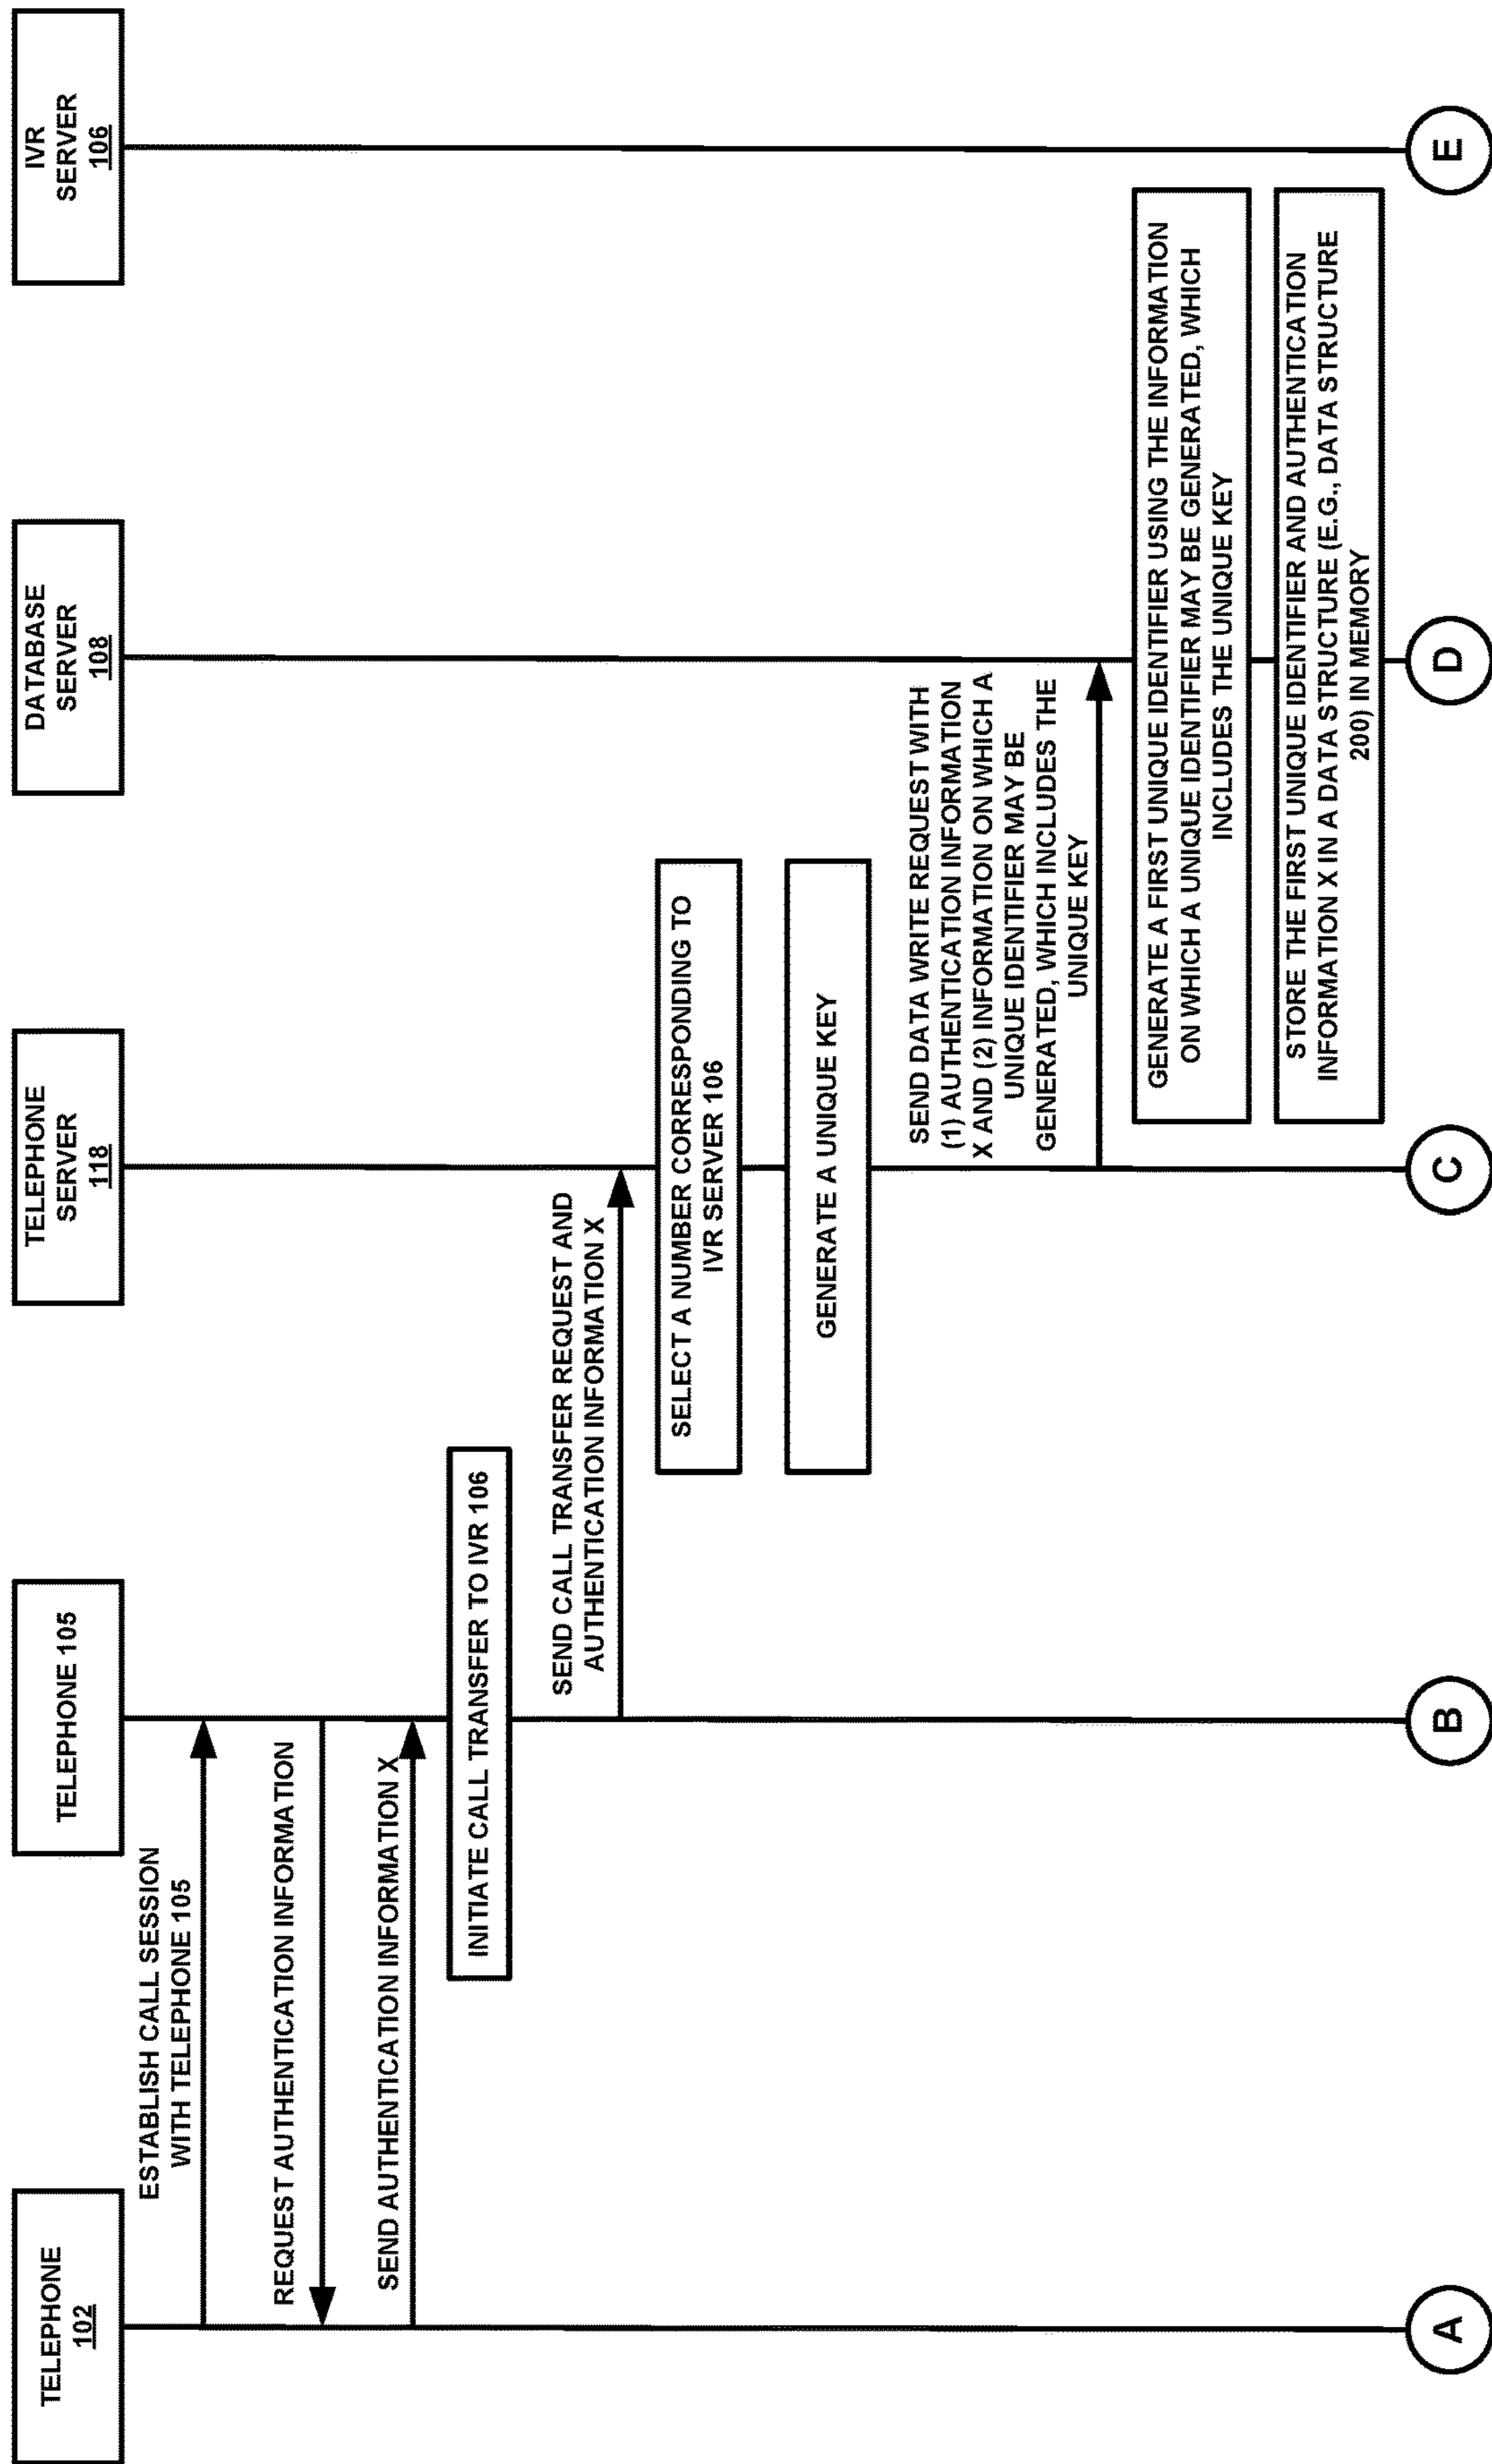 TELEPHONE
102
TELEPHONE 105
TELEPHONE
SERVER
118
DATABASE
SERVER
108
IVR
SERVER
106
ESTABLISH CALL SESSION
WITH TELEPHONE 105
REQUEST AUTHENTICATION INFORMATION
SEND AUTHENTICATION INFORMATION X
INITIATE CALL TRANSFER TO IVR 106
SEND CALL TRANSFER REQUEST AND
AUTHENTICATION INFORMATION X
SELECT A NUMBER CORRESPONDING TO
IVR SERVER 106
GENERATE A UNIQUE KEY
SEND DATA WRITE REQUEST WITH
(1) AUTHENTICATION INFORMATION
X AND (2) INFORMATION ON WHICH A
UNIQUE IDENTIFIER MAY BE
GENERATED, WHICH INCLUDES THE
UNIQUE KEY
GENERATE A FIRST UNIQUE IDENTIFIER USING THE INFORMATION
ON WHICH A UNIQUE IDENTIFIER MAY BE GENERATED, WHICH
INCLUDES THE UNIQUE KEY
STORE THE FIRST UNIQUE IDENTIFIER AND AUTHENTICATION
INFORMATION X IN A DATA STRUCTURE (E.G., DATA STRUCTURE
200) IN MEMORY
A
B
C
D
E